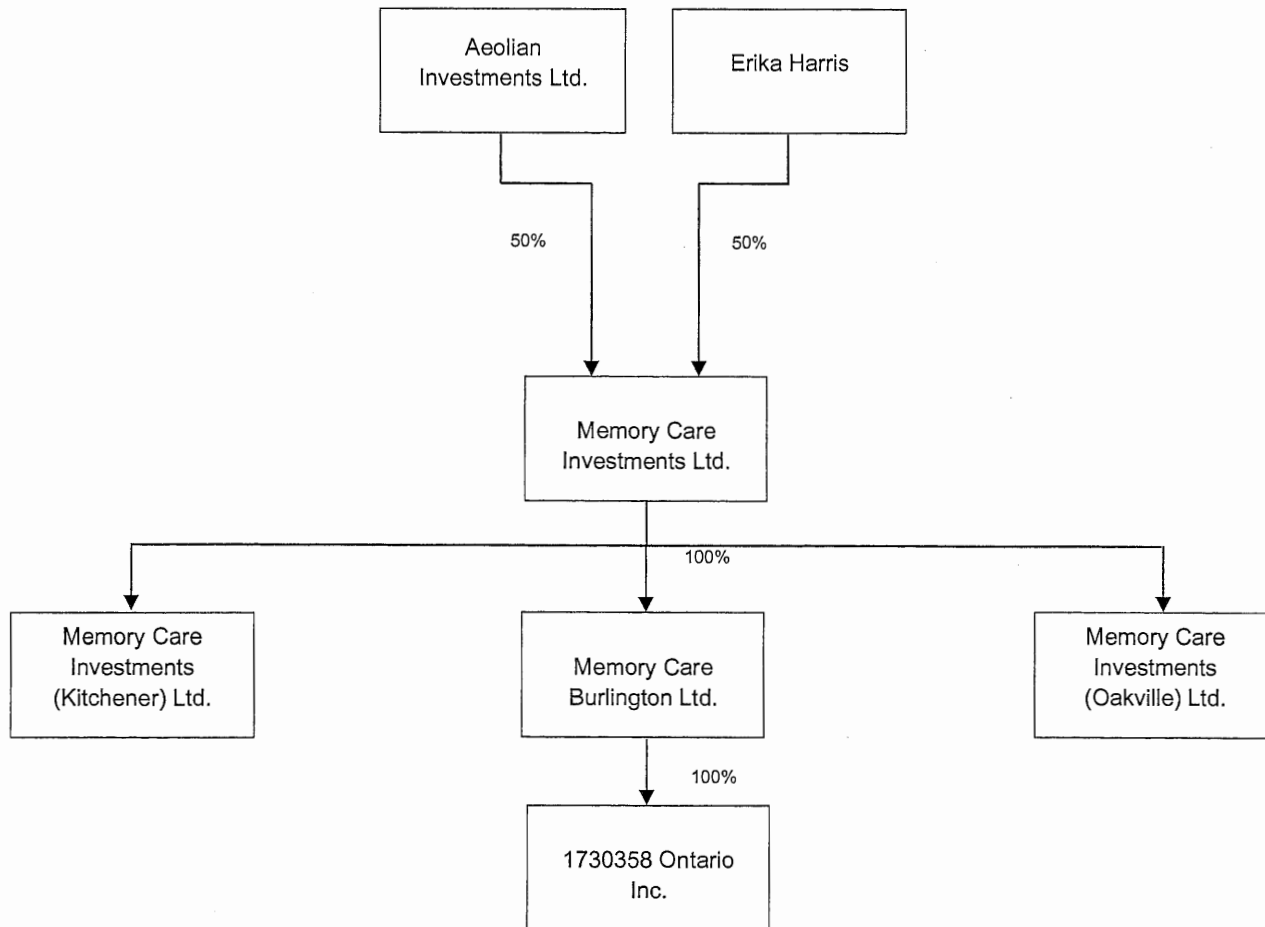 Aeolian
Investments Ltd.
Erika Harris
50%
50%
Memory Care
Investments Ltd.
100%
Memory Care
Investments
(Kitchener) Ltd.
Memory Care
Burlington Ltd.
Memory Care
Investments
(Oakville) Ltd.
100%
1730358 Ontario
Inc.